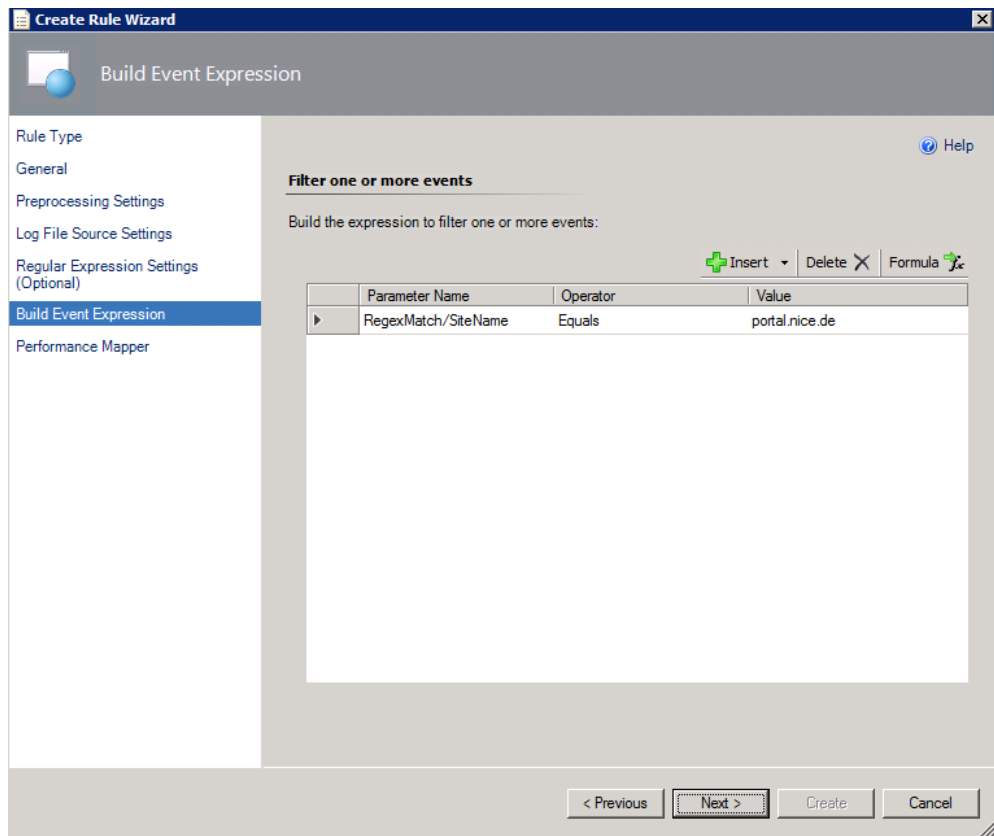 Create Rule Wizard
Build Event Expression
Rule Type
General
Preprocessing Settings
Log File Source Settings
Regular Expression Settings
(Optional)
Build Event Expression
Performance Mapper
Help
Filter one or more events
Build the expression to filter one or more events:
Insert Delete Formula
Parameter Name Operator Value
RegexMatch/SiteName Equals portal.nice.de
< Previous Next > Create Cancel